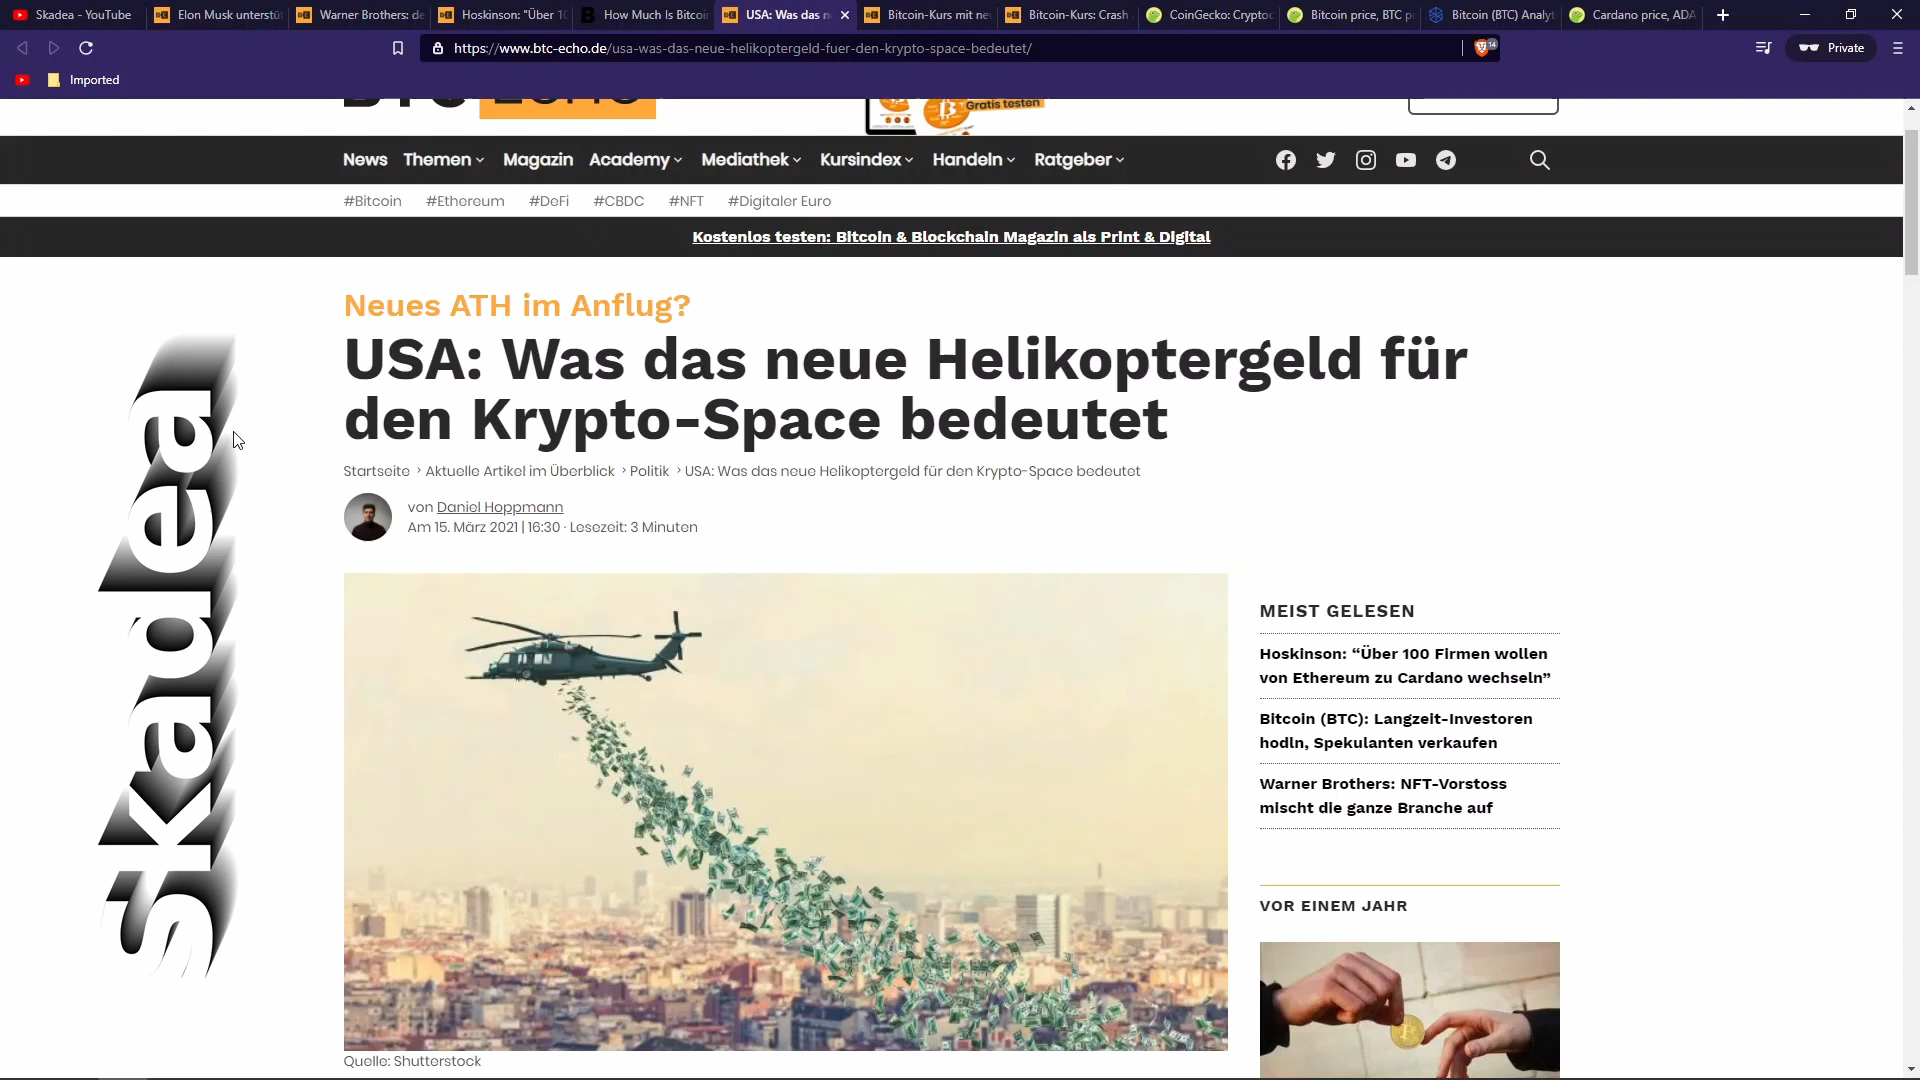 Skadea - YouTube
Elon Musk unterstü
Warner Brothers: de
Hoskinson: "Über 10
How Much Is Bitcoin
USA: Was das n
Bitcoin-Kurs mit ne
Bitcoin-Kurs: Crash
CoinGecko: Cryptoc
Bitcoin price, BTC p
Bitcoin (BTC) Analyt
Cardano price, ADA
https://www.btc-echo.de/usa-was-das-neue-helikoptergeld-fuer-den-krypto-space-bedeutet/
14
Private
Imported
Gratis testen
News Themen Magazin Academy Mediathek Kursindex Handeln Ratgeber
#Bitcoin #Ethereum #DeFi #CBDC #NFT #Digitaler Euro
Kostenlos testen: Bitcoin & Blockchain Magazin als Print & Digital
Neues ATH im Anflug?
USA: Was das neue Helikoptergeld für
den Krypto-Space bedeutet
Startseite › Aktuelle Artikel im Überblick › Politik › USA: Was das neue Helikoptergeld für den Krypto-Space bedeutet
von Daniel Hoppmann
Am 15. März 2021 | 16:30 · Lesezeit: 3 Minuten
Skadea
Quelle: Shutterstock
MEIST GELESEN
Hoskinson: “Über 100 Firmen wollen
von Ethereum zu Cardano wechseln”
Bitcoin (BTC): Langzeit-Investoren
hodln, Spekulanten verkaufen
Warner Brothers: NFT-Vorstoss
mischt die ganze Branche auf
VOR EINEM JAHR